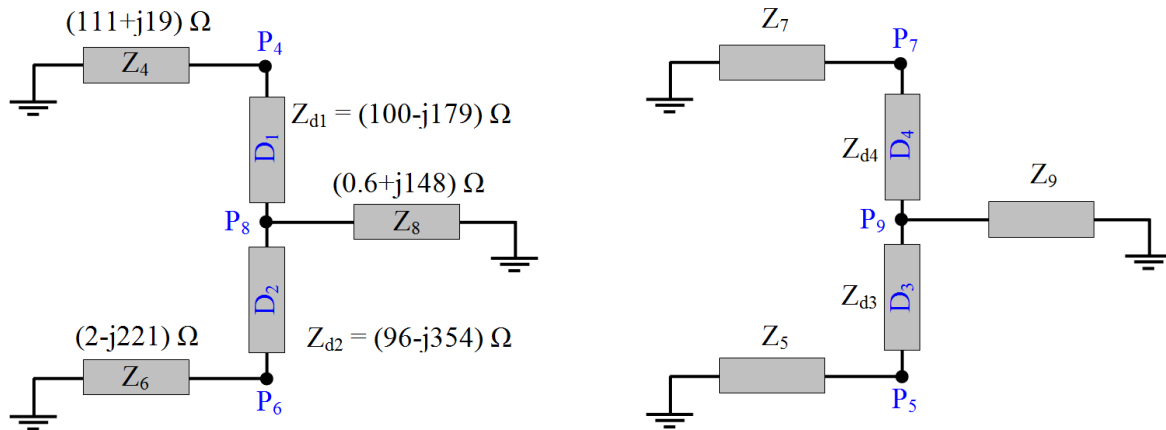 (111+j19) Ω
Z4
P4
D1
Zd1 = (100-j179) Ω
(0.6+j148) Ω
P8
Z8
D2
(2-j221) Ω
Zd2 = (96-j354) Ω
Z6
P6
Z7
P7
Zd4
D4
Z9
P9
Zd3
D3
Z5
P5